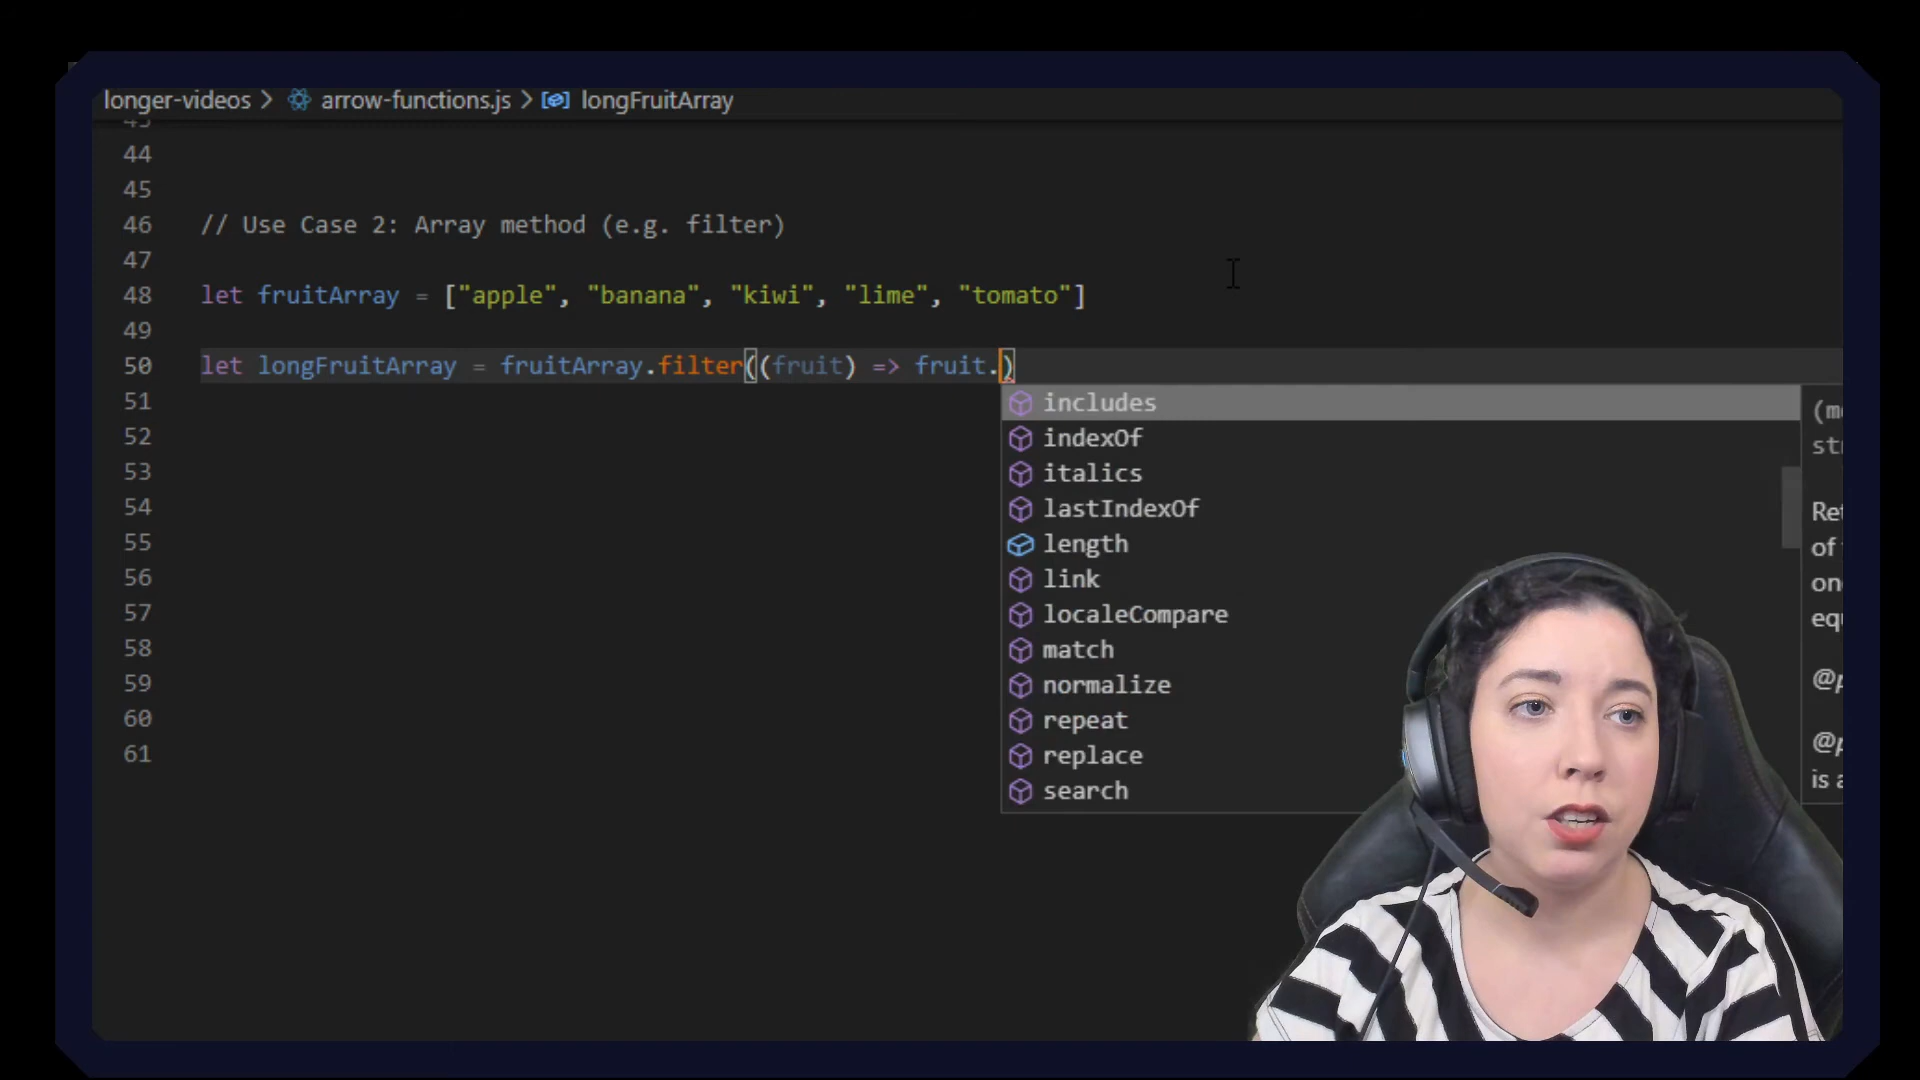 longer-videos > arrow-functions.js > longFruitArray
44
45
46 // Use Case 2: Array method (e.g. filter)
47
48 let fruitArray = ["apple", "banana", "kiwi", "lime", "tomato"]
49
50 let longFruitArray = fruitArray.filter((fruit) => fruit.)
51 includes
52 indexOf
53 italics
54 lastIndexOf
55 length
56 link
57 localeCompare
58 match
59 normalize
60 repeat
61 replace
search
of